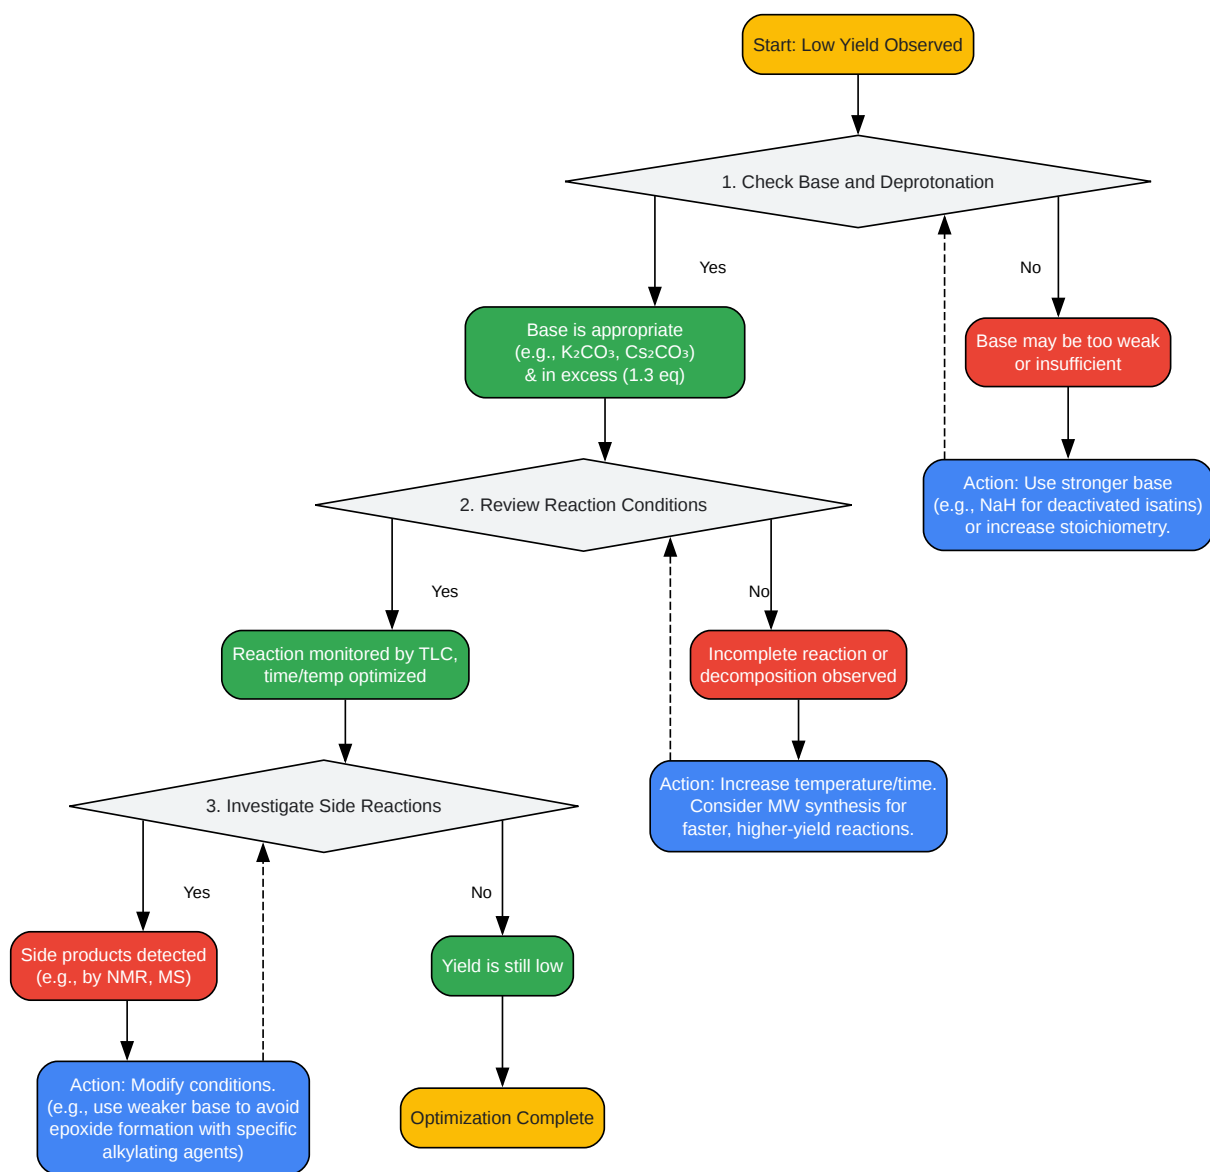 Start: Low Yield Observed
1. Check Base and Deprotonation
Yes
No
Base is appropriate
(e.g., K₂CO₃, Cs₂CO₃)
& in excess (1.3 eq)
Base may be too weak
or insufficient
Action: Use stronger base
(e.g., NaH for deactivated isatins)
or increase stoichiometry.
2. Review Reaction Conditions
Yes
No
Reaction monitored by TLC,
time/temp optimized
Incomplete reaction or
decomposition observed
Action: Increase temperature/time.
Consider MW synthesis for
faster, higher-yield reactions.
3. Investigate Side Reactions
Yes
No
Side products detected
(e.g., by NMR, MS)
Yield is still low
Action: Modify conditions.
(e.g., use weaker base to avoid
epoxide formation with specific
alkylating agents)
Optimization Complete